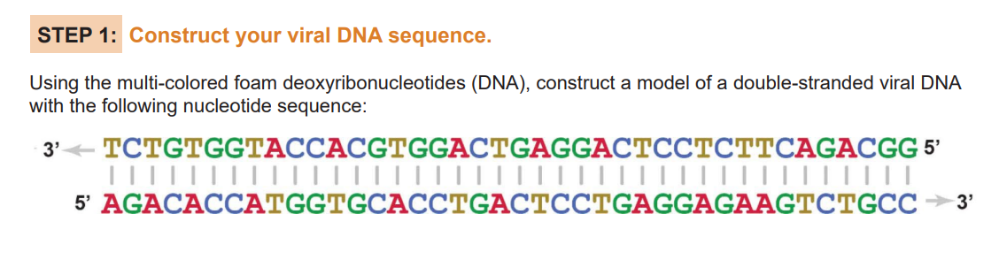 STEP 1: Construct your viral DNA sequence.
Using the multi-colored foam deoxyribonucleotides (DNA), construct a model of a double-stranded viral DNA
with the following nucleotide sequence:
3’ TCTGTGGTACCACGTGGACTGAGGACTCCTCTTCAGACGG 5’
5’ AGACACCATGGTGCACCTGACTCCTGAGGAGAAGTCTGCC 3’